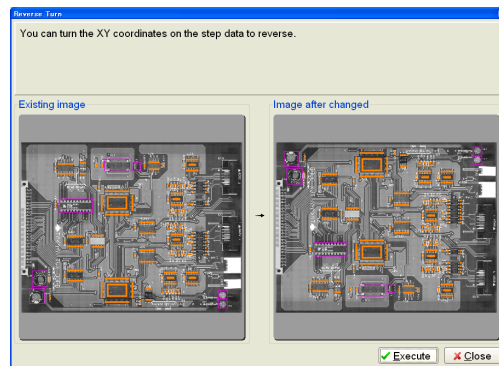 Reverse Turn
You can turn the XY coordinates on the step data to reverse.
Existing image
Image after changed
Execute
Close